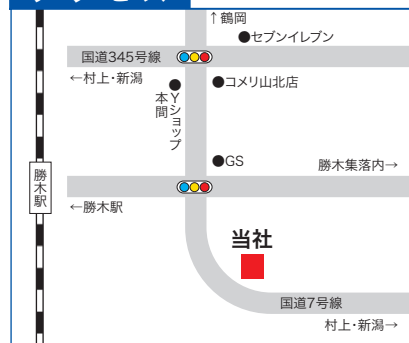 ↑鶴岡
●セブンイレブン
国道345号線
←村上・新潟
●コメリ山北店
Yショップ
本間
●GS
勝木集落内→
勝木駅
←勝木駅
当社
国道7号線
村上・新潟→